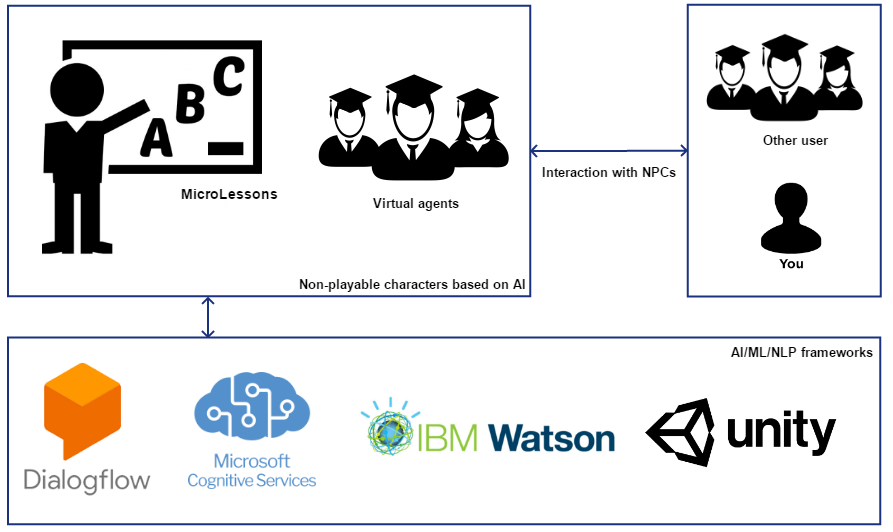 A B C
MicroLessons
Virtual agents
Non-playable characters based on AI
Interaction with NPCs
Other user
You
AI/ML/NLP frameworks
Dialogflow
Microsoft
Cognitive Services
IBM Watson
unity